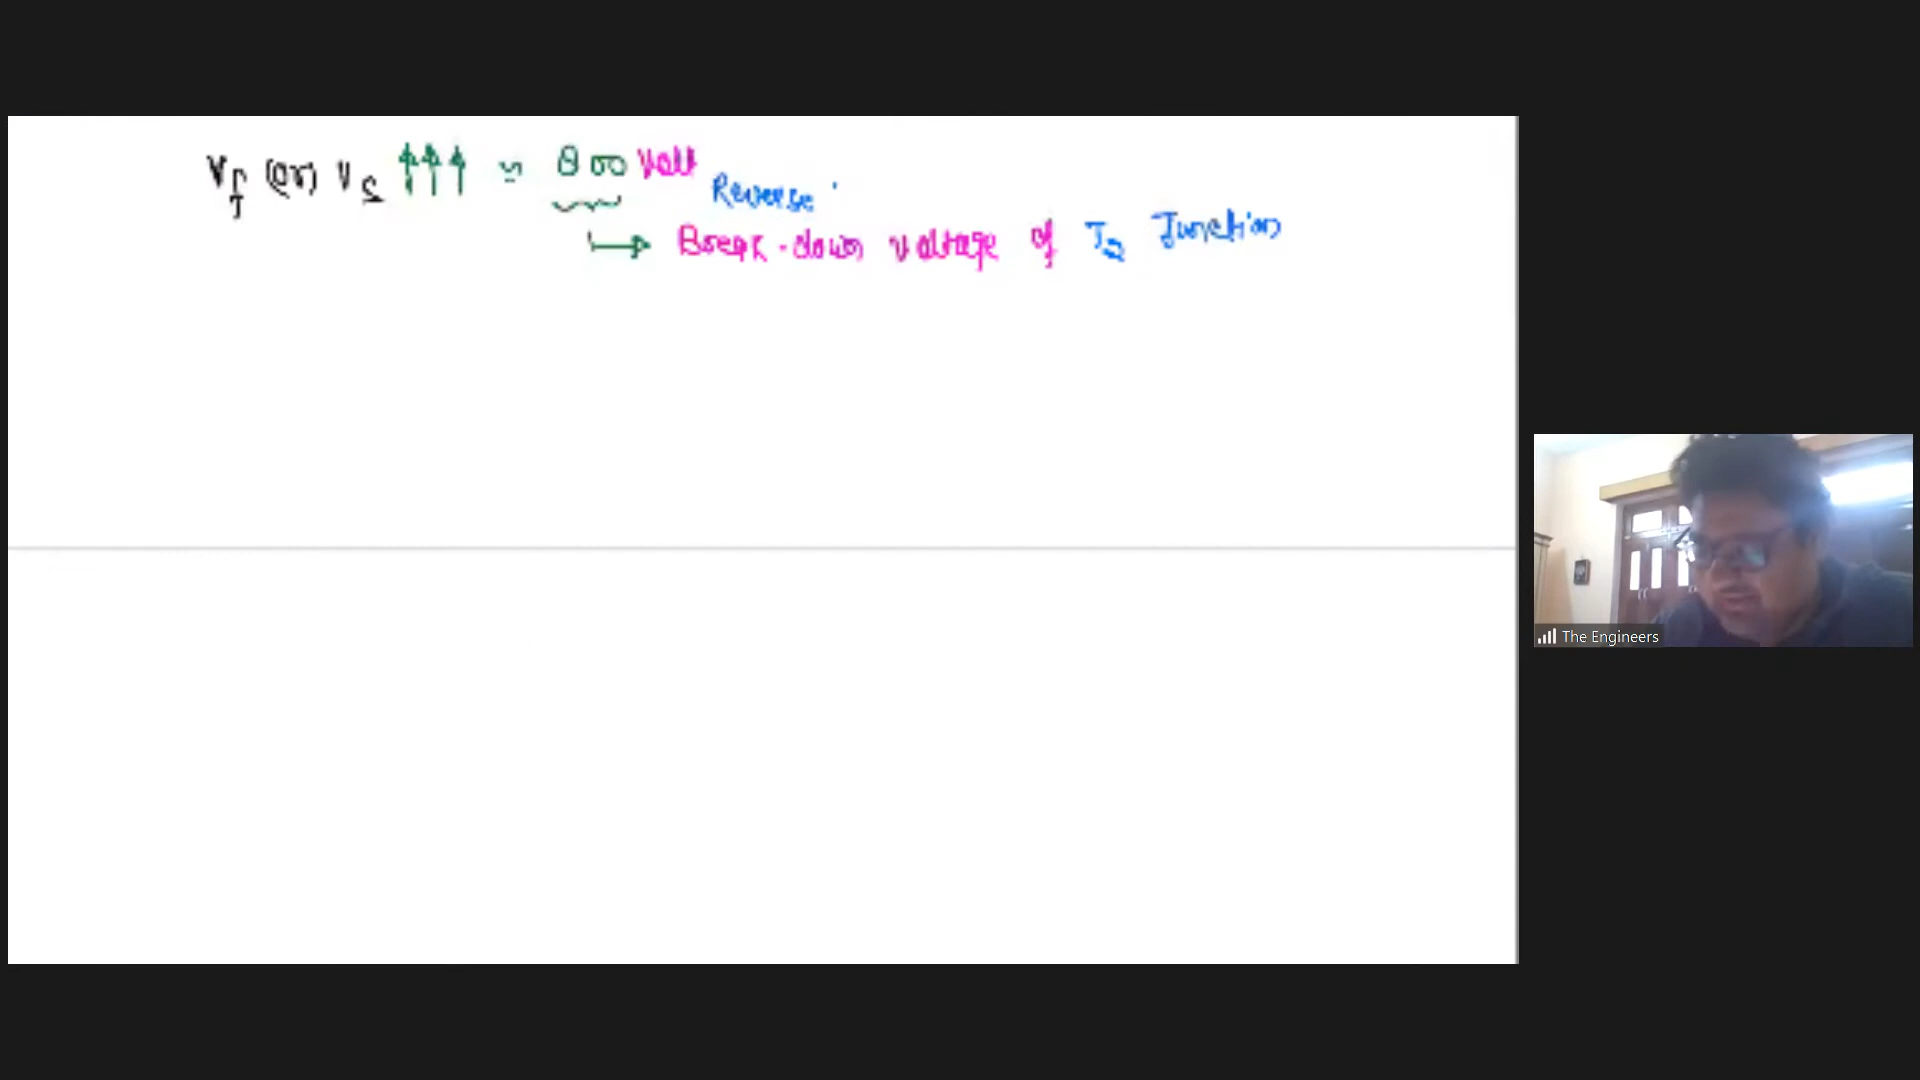 Vf (or) Vs ↑↑↑ ≃ 800 Volt
Reverse
Break-down voltage of J2 Junction
The Engineers